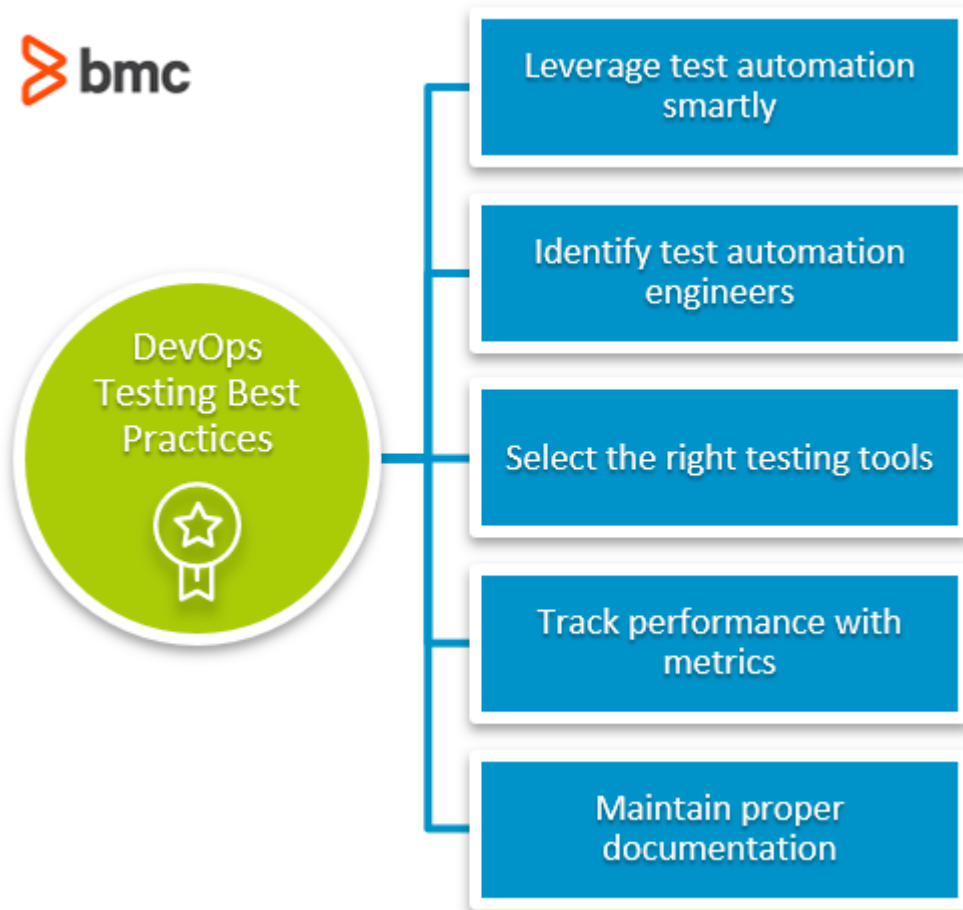 bmc
DevOps
Testing Best
Practices
Leverage test automation
smartly
Identify test automation
engineers
Select the right testing tools
Track performance with
metrics
Maintain proper
documentation